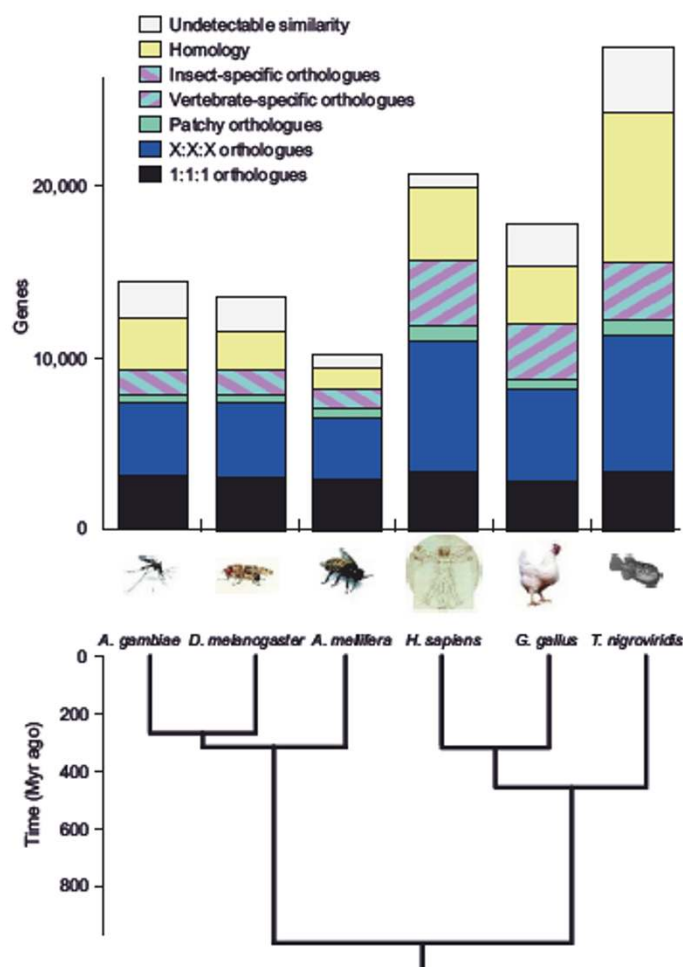 Undetectable similarity
Homology
Insect-specific orthologues
Vertebrate-specific orthologues
Patchy orthologues
X:X:X orthologues
1:1:1 orthologues
20,000
Genes
10,000
0
A. gambiae D. melanogaster A. mellifera H. sapiens G. gallus T. nigroviridis
0
200
400
Time (Myr ago)
600
800